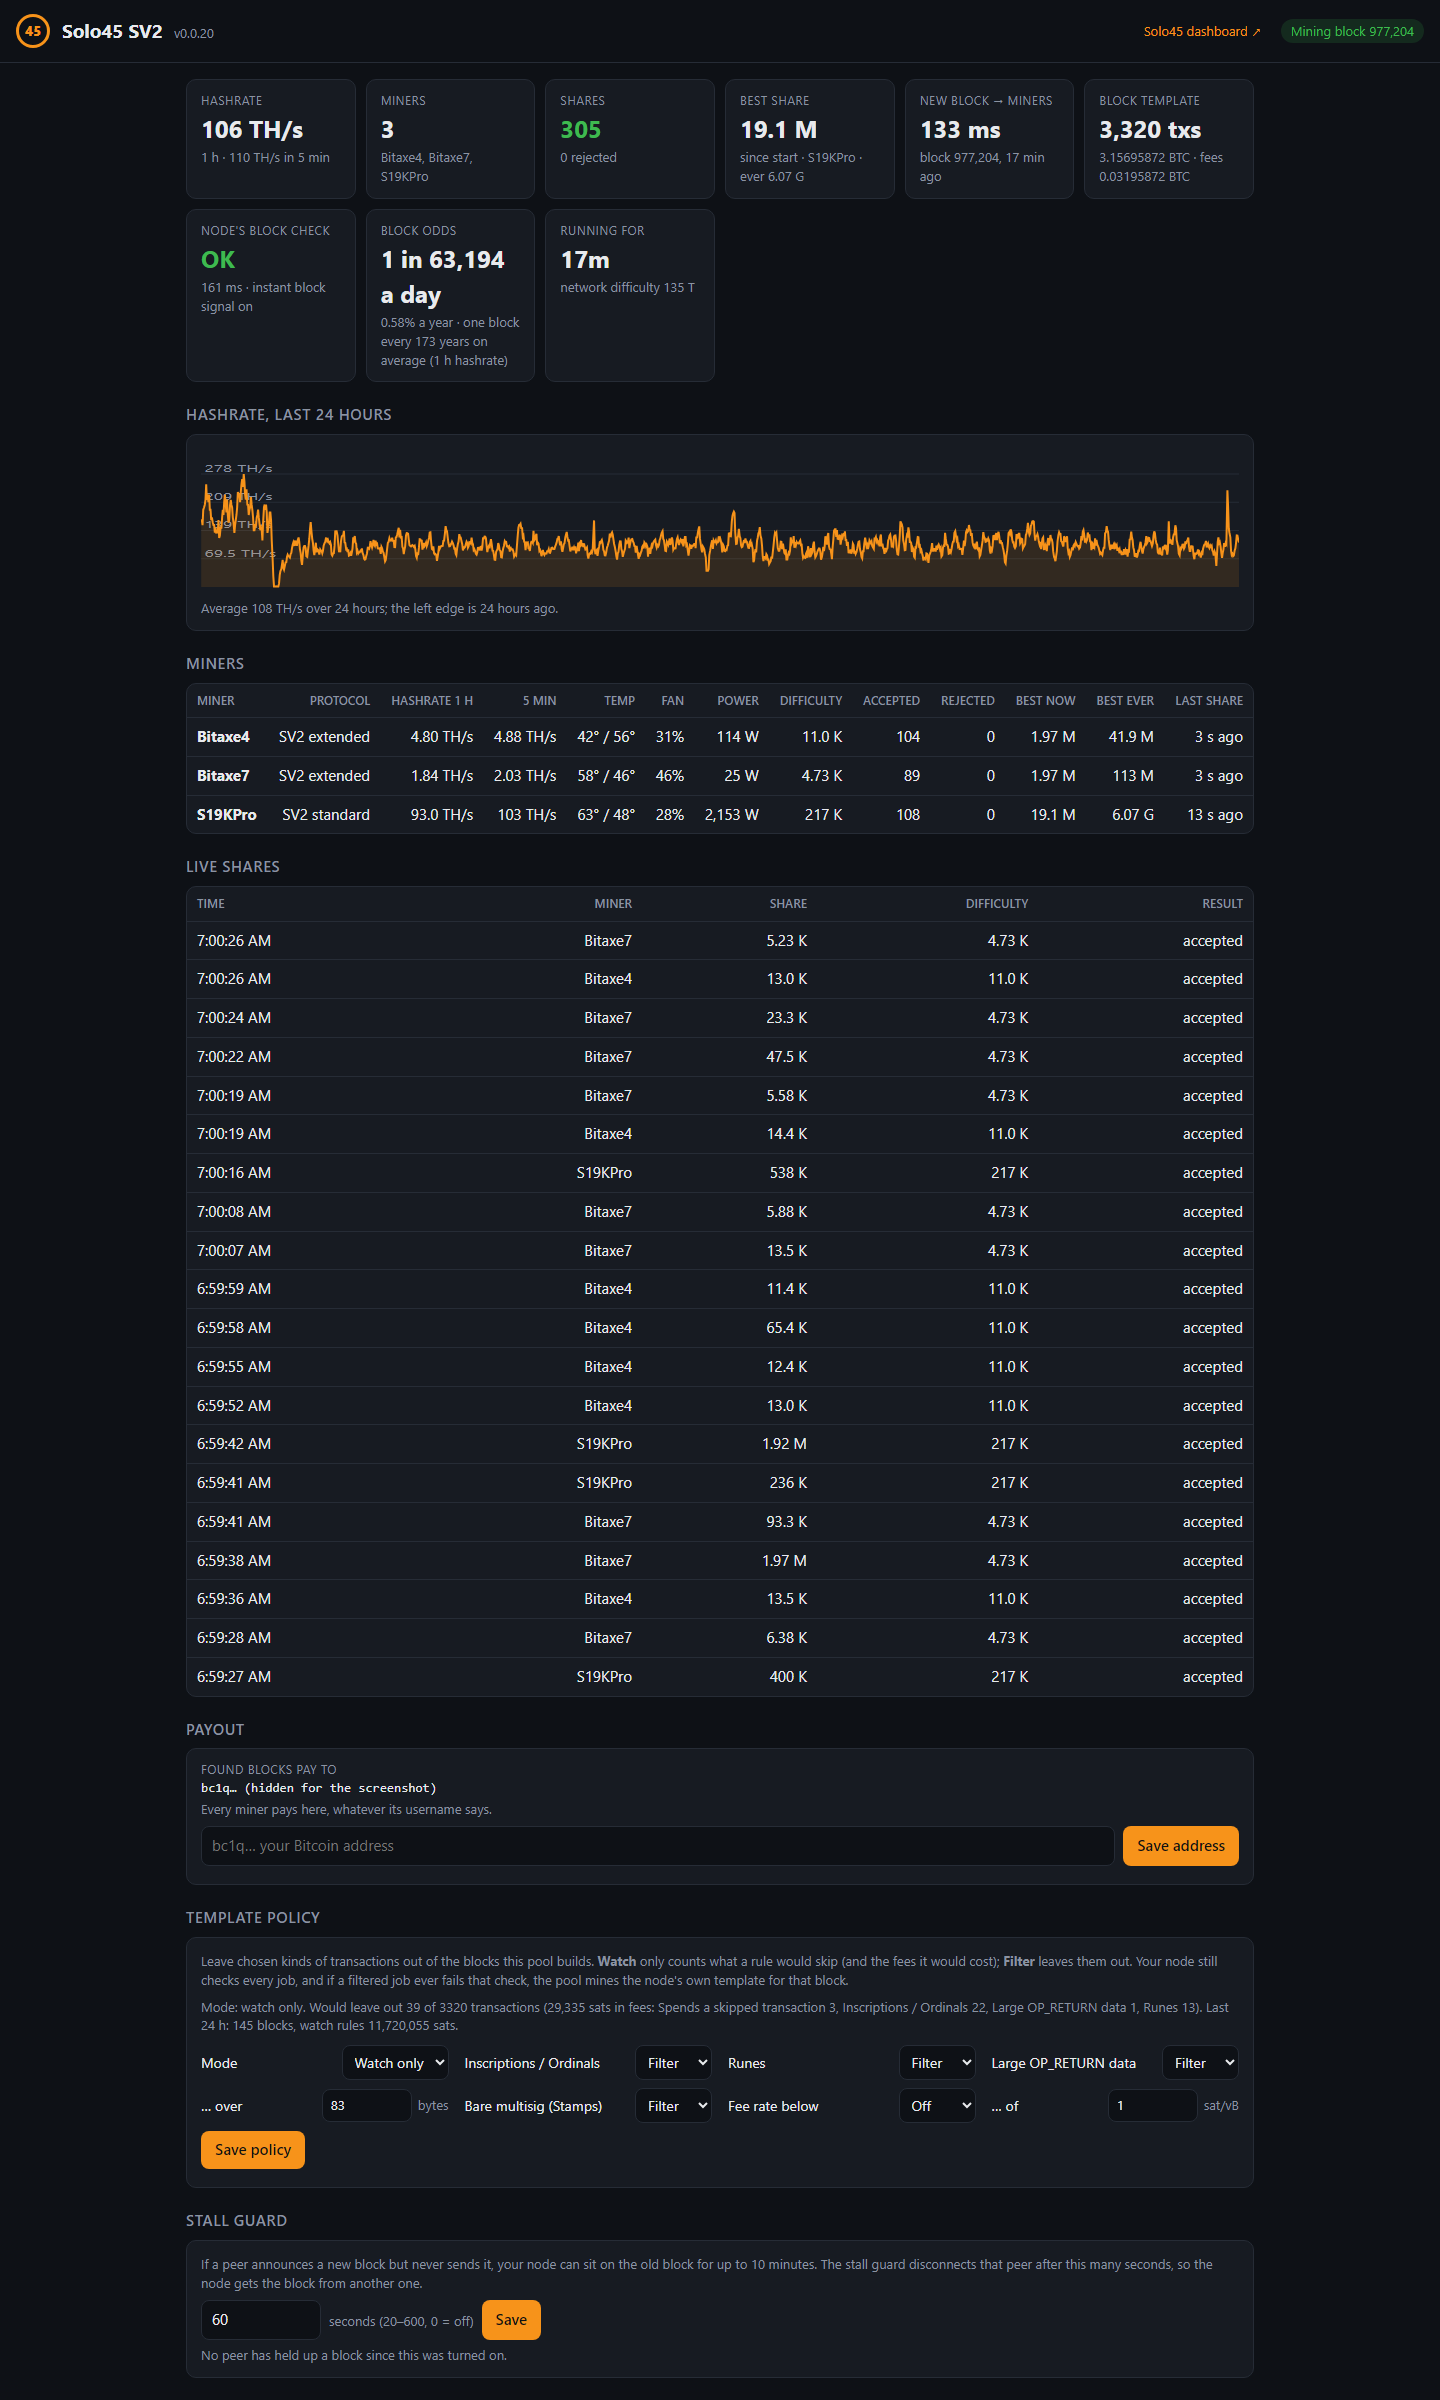 45 Solo45 SV2 v0.0.20 Solo45 dashboard ↗ Mining block 977,204
HASHRATE
106 TH/s
1 h · 110 TH/s in 5 min
MINERS
3
Bitaxe4, Bitaxe7,
S19KPro
SHARES
305
0 rejected
BEST SHARE
19.1 M
since start · S19KPro ·
ever 6.07 G
NEW BLOCK → MINERS
133 ms
block 977,204, 17 min
ago
BLOCK TEMPLATE
3,320 txs
3.15695872 BTC · fees
0.03195872 BTC
NODE'S BLOCK CHECK
OK
161 ms · instant block
signal on
BLOCK ODDS
1 in 63,194
a day
0.58% a year · one block
every 173 years on
average (1 h hashrate)
RUNNING FOR
17m
network difficulty 135 T
HASHRATE, LAST 24 HOURS
278 TH/s
209 TH/s
139 TH/s
69.5 TH/s
Average 108 TH/s over 24 hours; the left edge is 24 hours ago.
MINERS
MINER PROTOCOL HASHRATE 1 H 5 MIN TEMP FAN POWER DIFFICULTY ACCEPTED REJECTED BEST NOW BEST EVER LAST SHARE
Bitaxe4 SV2 extended 4.80 TH/s 4.88 TH/s 42° / 56° 31% 114 W 11.0 K 104 0 1.97 M 41.9 M 3 s ago
Bitaxe7 SV2 extended 1.84 TH/s 2.03 TH/s 58° / 46° 46% 25 W 4.73 K 89 0 1.97 M 113 M 3 s ago
S19KPro SV2 standard 93.0 TH/s 103 TH/s 63° / 48° 28% 2,153 W 217 K 108 0 19.1 M 6.07 G 13 s ago
LIVE SHARES
TIME MINER SHARE DIFFICULTY RESULT
7:00:26 AM Bitaxe7 5.23 K 4.73 K accepted
7:00:26 AM Bitaxe4 13.0 K 11.0 K accepted
7:00:24 AM Bitaxe7 23.3 K 4.73 K accepted
7:00:22 AM Bitaxe7 47.5 K 4.73 K accepted
7:00:19 AM Bitaxe7 5.58 K 4.73 K accepted
7:00:19 AM Bitaxe4 14.4 K 11.0 K accepted
7:00:16 AM S19KPro 538 K 217 K accepted
7:00:08 AM Bitaxe7 5.88 K 4.73 K accepted
7:00:07 AM Bitaxe7 13.5 K 4.73 K accepted
6:59:59 AM Bitaxe4 11.4 K 11.0 K accepted
6:59:58 AM Bitaxe4 65.4 K 11.0 K accepted
6:59:55 AM Bitaxe4 12.4 K 11.0 K accepted
6:59:52 AM Bitaxe4 13.0 K 11.0 K accepted
6:59:42 AM S19KPro 1.92 M 217 K accepted
6:59:41 AM S19KPro 236 K 217 K accepted
6:59:41 AM Bitaxe7 93.3 K 4.73 K accepted
6:59:38 AM Bitaxe7 1.97 M 4.73 K accepted
6:59:36 AM Bitaxe4 13.5 K 11.0 K accepted
6:59:28 AM Bitaxe7 6.38 K 4.73 K accepted
6:59:27 AM S19KPro 400 K 217 K accepted
PAYOUT
FOUND BLOCKS PAY TO
bc1q… (hidden for the screenshot)
Every miner pays here, whatever its username says.
bc1q... your Bitcoin address Save address
TEMPLATE POLICY
Leave chosen kinds of transactions out of the blocks this pool builds. Watch only counts what a rule would skip (and the fees it would cost); Filter leaves them out. Your node still
checks every job, and if a filtered job ever fails that check, the pool mines the node's own template for that block.
Mode: watch only. Would leave out 39 of 3320 transactions (29,335 sats in fees: Spends a skipped transaction 3, Inscriptions / Ordinals 22, Large OP_RETURN data 1, Runes 13). Last
24 h: 145 blocks, watch rules 11,720,055 sats.
Mode Watch only Inscriptions / Ordinals Filter Runes Filter Large OP_RETURN data Filter
... over 83 bytes Bare multisig (Stamps) Filter Fee rate below Off ... of 1 sat/vB
Save policy
STALL GUARD
If a peer announces a new block but never sends it, your node can sit on the old block for up to 10 minutes. The stall guard disconnects that peer after this many seconds, so the
node gets the block from another one.
60 seconds (20–600, 0 = off) Save
No peer has held up a block since this was turned on.